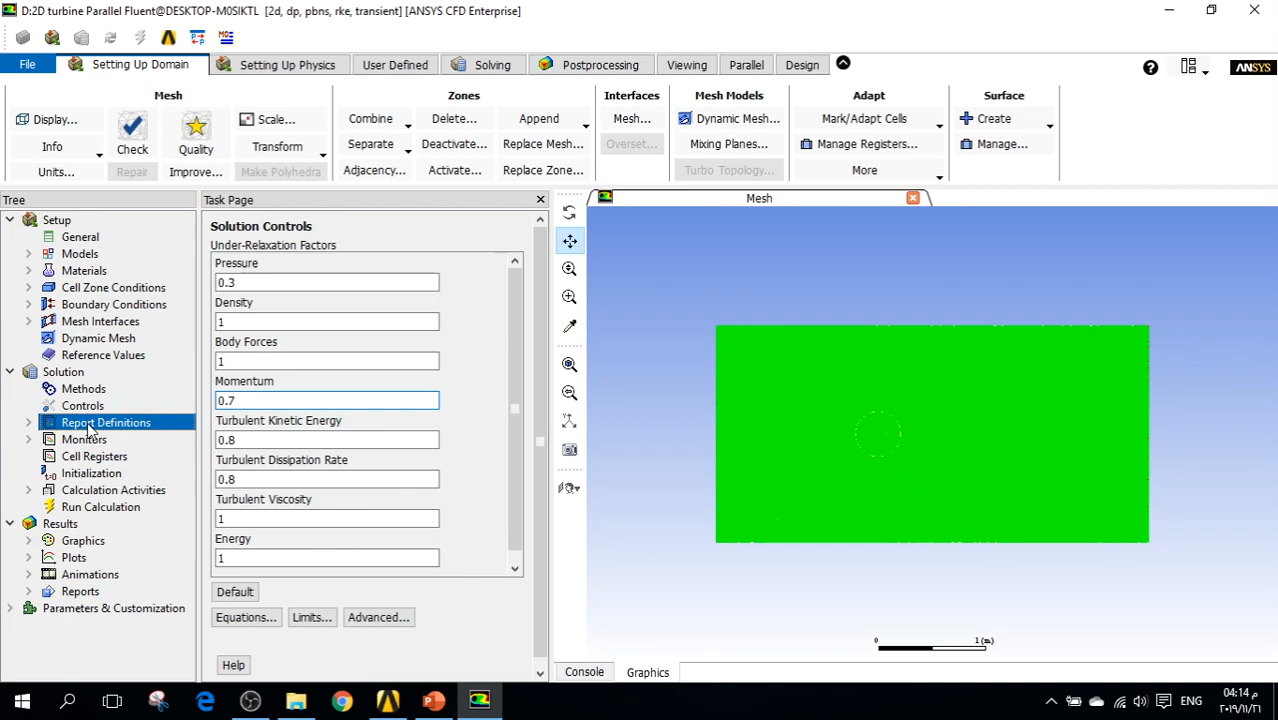 D:2D turbine Parallel Fluent@DESKTOP-M0SIKTL [2d, dp, pbns, rke, transient] [ANSYS CFD Enterprise]
File
Setting Up Domain
Setting Up Physics
User Defined
Solving
Postprocessing
Viewing
Parallel
Design
ANSYS
Mesh
Zones
Interfaces
Mesh Models
Adapt
Surface
Display...
Check
Quality
Scale...
Combine
Delete...
Append
Mesh...
Dynamic Mesh...
Mark/Adapt Cells
Create
Info
Transform
Separate
Deactivate...
Replace Mesh...
Overset...
Mixing Planes...
Manage Registers...
Manage...
Units...
Repair
Improve...
Make Polyhedra
Adjacency...
Activate...
Replace Zone...
Turbo Topology...
More
Tree
Setup
General
Models
Materials
Cell Zone Conditions
Boundary Conditions
Mesh Interfaces
Dynamic Mesh
Reference Values
Solution
Methods
Controls
Report Definitions
Monitors
Cell Registers
Initialization
Calculation Activities
Run Calculation
Results
Graphics
Plots
Animations
Reports
Parameters & Customization
Task Page
Solution Controls
Under-Relaxation Factors
Pressure
0.3
Density
1
Body Forces
1
Momentum
0.7
Turbulent Kinetic Energy
0.8
Turbulent Dissipation Rate
0.8
Turbulent Viscosity
1
Energy
1
Default
Equations...
Limits...
Advanced...
Help
Mesh
0
1 (m)
Console
Graphics
ENG
04:14 م
٢٠١٩/١١/٢١